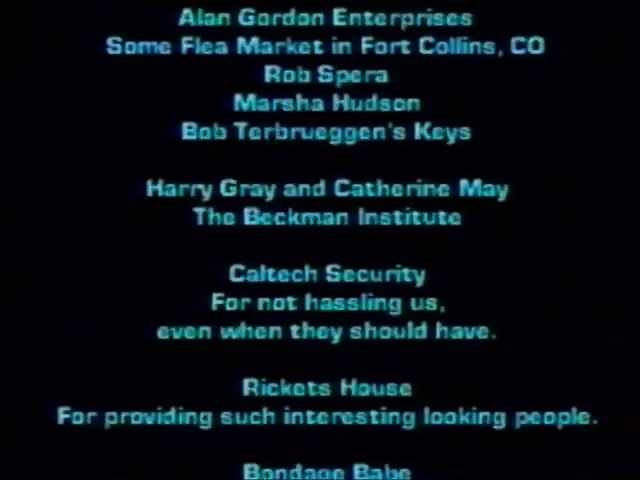 Alan Gordon Enterprises
Some Flea Market in Fort Collins, CO
Rob Spera
Marsha Hudson
Bob Terbrueggen's Keys
Harry Gray and Catherine May
The Beckman Institute
Caltech Security
For not hassling us,
even when they should have.
Rickets House
For providing such interesting looking people.
Bondage Babe